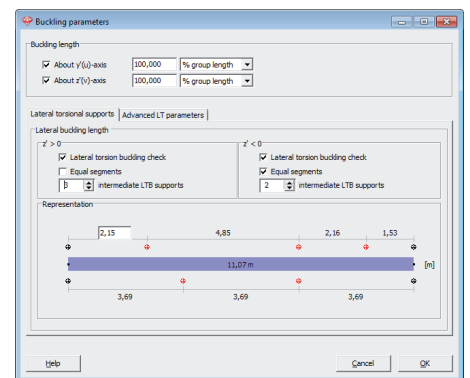 Buckling parameters
Buckling length
About y'(u)-axis 100,000 % group length
About z'(v)-axis 100,000 % group length
Lateral torsional supports Advanced LT parameters
Lateral buckling length
z' > 0 z' < 0
Lateral torsion buckling check Lateral torsion buckling check
Equal segments Equal segments
3 intermediate LTB supports 2 intermediate LTB supports
Representation
2,15 4,85 2,16 1,53
11,07 m [m]
3,69 3,69 3,69
Help Cancel OK